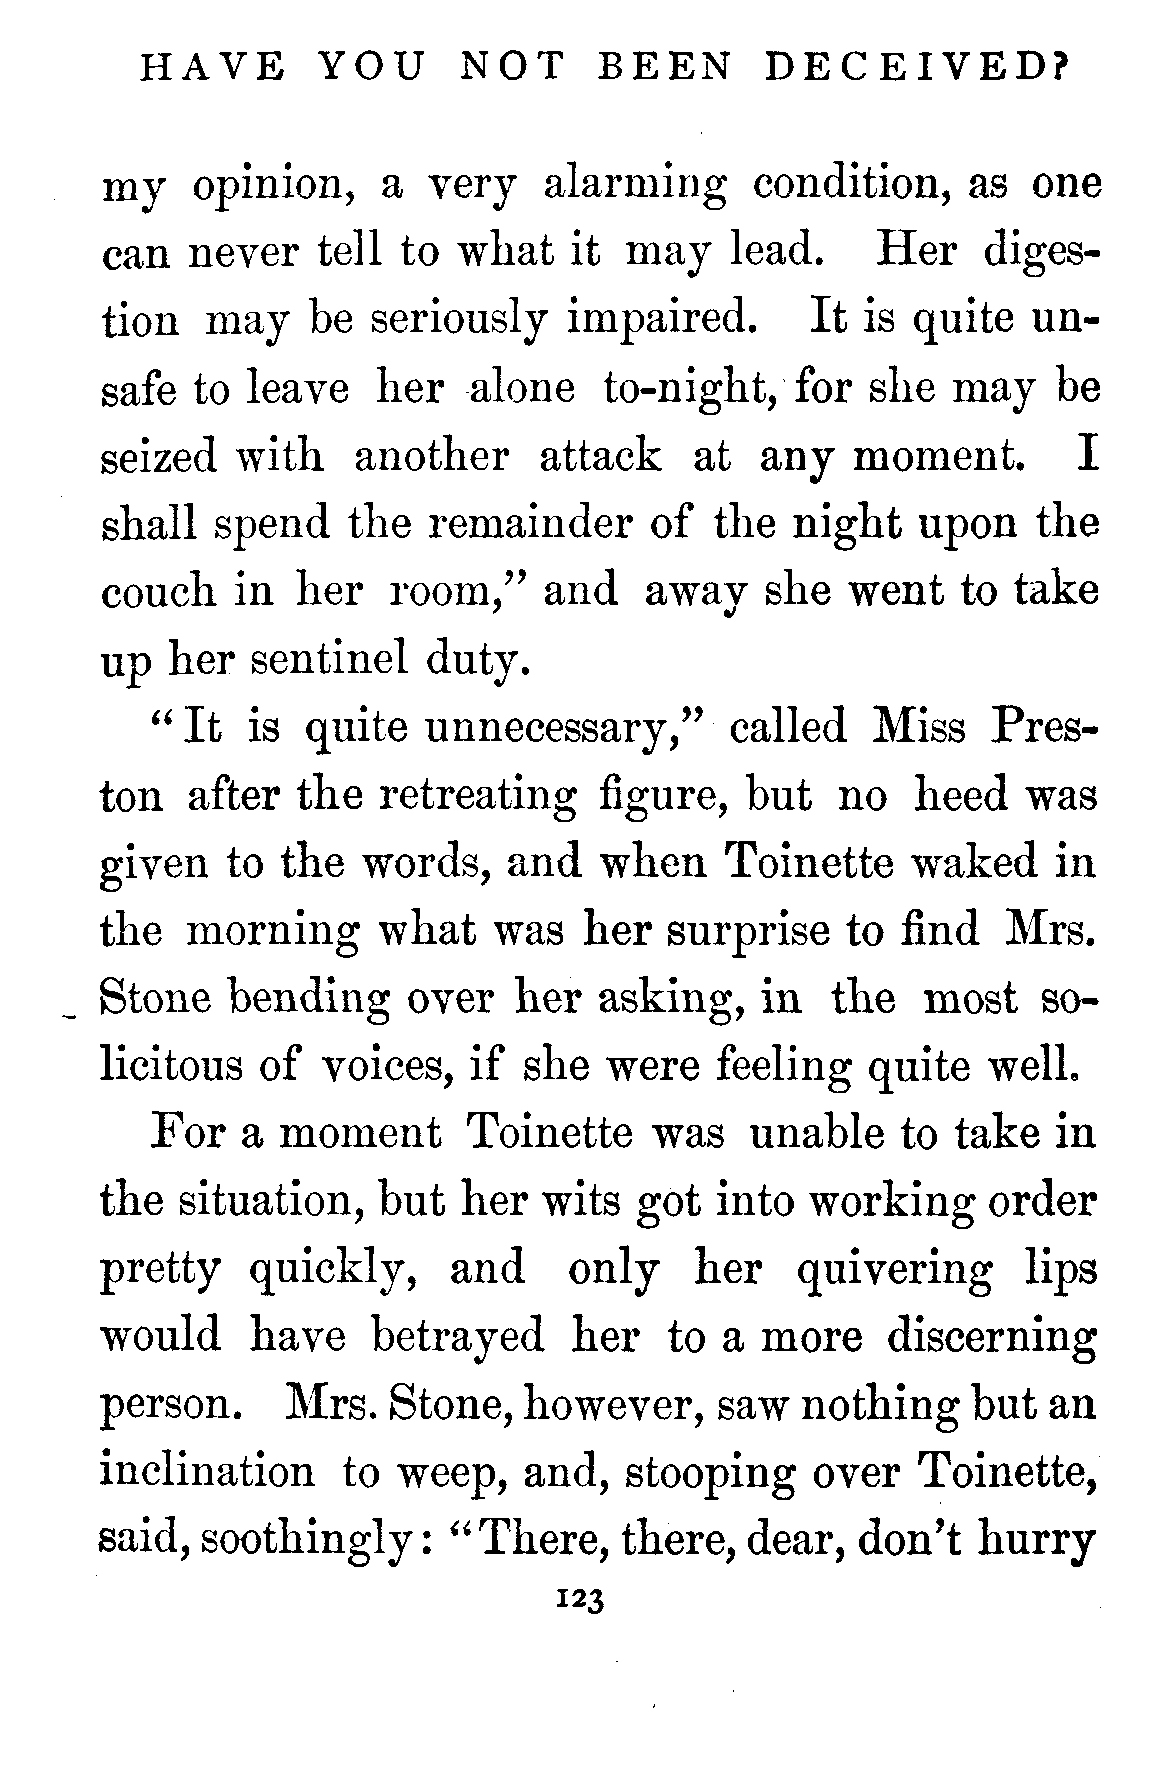 HAVE YOU NOT BEEN DECEIVED?
my opinion, a very alarming condition, as one
can never tell to what it may lead. Her diges-
tion may be seriously impaired. It is quite un-
safe to leave her alone to-night, for she may be
seized with another attack at any moment. I
shall spend the remainder of the night upon the
couch in her room,” and away she went to take
up her sentinel duty.
“It is quite unnecessary,” called Miss Pres-
ton after the retreating figure, but no heed was
given to the words, and when Toinette waked in
the morning what was her surprise to find Mrs.
Stone bending over her asking, in the most so-
licitous of voices, if she were feeling quite well.
For a moment Toinette was unable to take in
the situation, but her wits got into working order
pretty quickly, and only her quivering lips
would have betrayed her to a more discerning
person. Mrs. Stone, however, saw nothing but an
inclination to weep, and, stooping over Toinette,
said, soothingly: “There, there, dear, don’t hurry
123